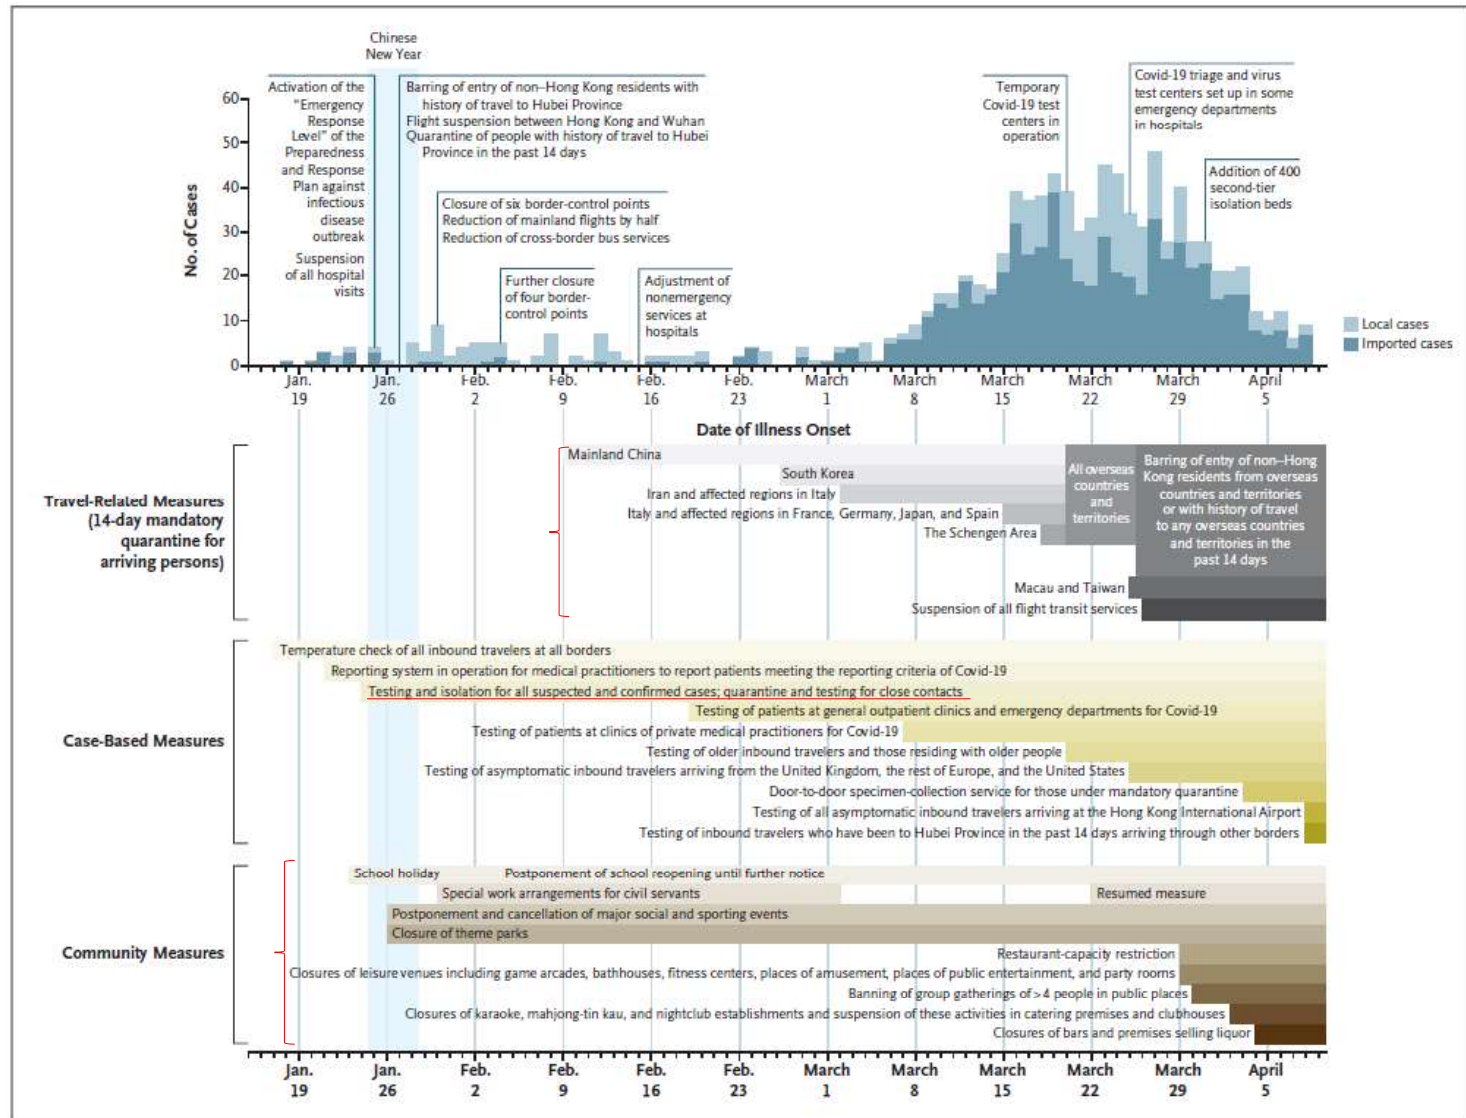 Chinese
New Year
Activation of the
"Emergency
Response
Level" of the
Preparedness
and Response
Plan against
infectious
disease
outbreak
Suspension
of all hospital
visits
Barring of entry of non–Hong Kong residents with
history of travel to Hubei Province
Flight suspension between Hong Kong and Wuhan
Quarantine of people with history of travel to Hubei
Province in the past 14 days
Closure of six border-control points
Reduction of mainland flights by half
Reduction of cross-border bus services
Further closure
of four border-
control points
Adjustment of
nonemergency
services at
hospitals
Temporary
Covid-19 test
centers in
operation
Covid-19 triage and virus
test centers set up in some
emergency departments
in hospitals
Addition of 400
second-tier
isolation beds
No. of Cases
60
50
40
30
20
10
0
Local cases
Imported cases
Jan. Jan. Feb. Feb. Feb. Feb. March March March March March April
19 26 2 9 16 23 1 8 15 22 29 5
Date of Illness Onset
Travel-Related Measures
(14-day mandatory
quarantine for
arriving persons)
Mainland China
South Korea
Iran and affected regions in Italy
Italy and affected regions in France, Germany, Japan, and Spain
The Schengen Area
All overseas
countries
and
territories
Barring of entry of non–Hong
Kong residents from overseas
countries and territories
or with history of travel
to any overseas countries
and territories in the
past 14 days
Macau and Taiwan
Suspension of all flight transit services
Case-Based Measures
Temperature check of all inbound travelers at all borders
Reporting system in operation for medical practitioners to report patients meeting the reporting criteria of Covid-19
Testing and isolation for all suspected and confirmed cases; quarantine and testing for close contacts
Testing of patients at general outpatient clinics and emergency departments for Covid-19
Testing of patients at clinics of private medical practitioners for Covid-19
Testing of older inbound travelers and those residing with older people
Testing of asymptomatic inbound travelers arriving from the United Kingdom, the rest of Europe, and the United States
Door-to-door specimen-collection service for those under mandatory quarantine
Testing of all asymptomatic inbound travelers arriving at the Hong Kong International Airport
Testing of inbound travelers who have been to Hubei Province in the past 14 days arriving through other borders
Community Measures
School holiday Postponement of school reopening until further notice
Special work arrangements for civil servants Resumed measure
Postponement and cancellation of major social and sporting events
Closure of theme parks
Restaurant-capacity restriction
Closures of leisure venues including game arcades, bathhouses, fitness centers, places of amusement, places of public entertainment, and party rooms
Banning of group gatherings of >4 people in public places
Closures of karaoke, mahjong-tin kau, and nightclub establishments and suspension of these activities in catering premises and clubhouses
Closures of bars and premises selling liquor
Jan. Jan. Feb. Feb. Feb. Feb. March March March March March April
19 26 2 9 16 23 1 8 15 22 29 5